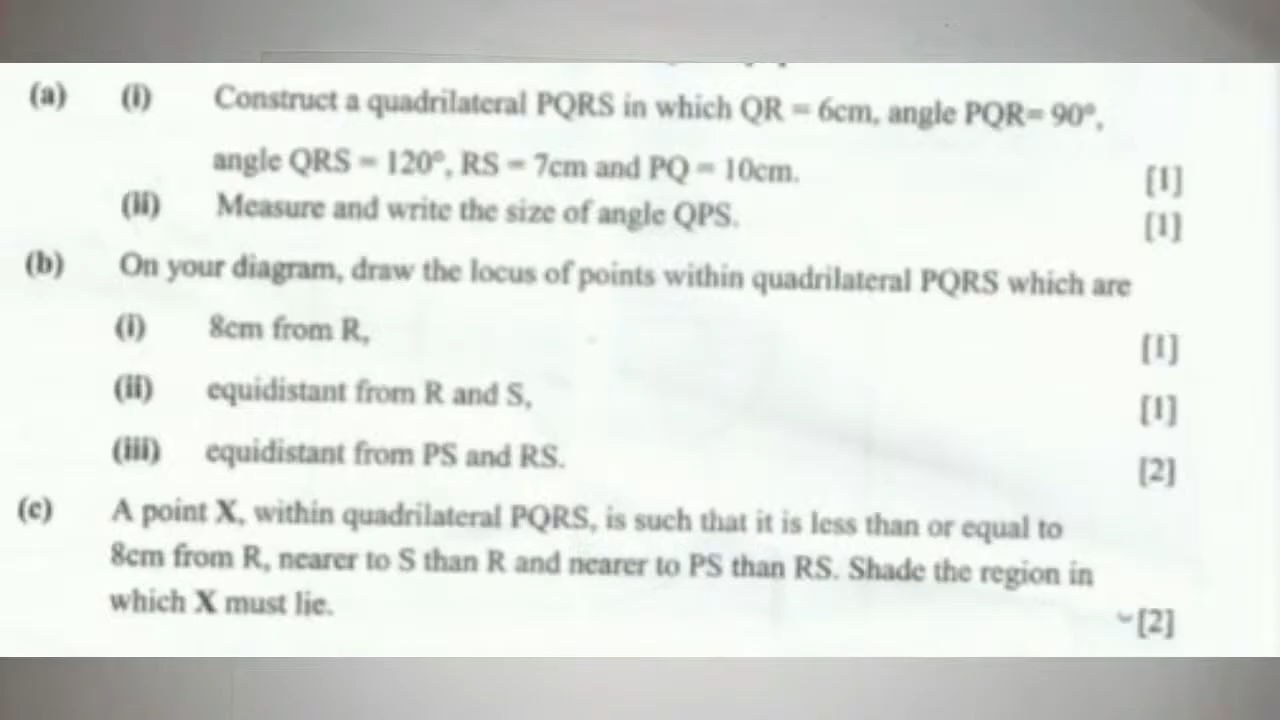 (a) (i) Construct a quadrilateral PQRS in which QR = 6cm, angle PQR= 90°,
angle QRS = 120°, RS = 7cm and PQ = 10cm. [1]
(ii) Measure and write the size of angle QPS. [1]
(b) On your diagram, draw the locus of points within quadrilateral PQRS which are
(i) 8cm from R, [1]
(ii) equidistant from R and S, [1]
(iii) equidistant from PS and RS. [2]
(c) A point X, within quadrilateral PQRS, is such that it is less than or equal to
8cm from R, nearer to S than R and nearer to PS than RS. Shade the region in
which X must lie. [2]